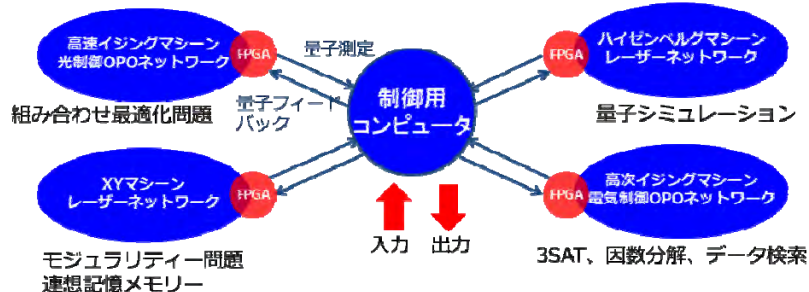 高速イジングマシーン
光制御OPOネットワーク
FPGA
組み合わせ最適化問題
量子測定
量子フィード
バック
制御用
コンピュータ
FPGA
ハイゼンベルグマシーン
レーザーネットワーク
量子シミュレーション
XYマシーン
レーザーネットワーク
FPGA
モジュラリティー問題
連想記憶メモリー
入力
出力
FPGA
高次イジングマシーン
電気制御OPOネットワーク
3SAT、因数分解、データ検索